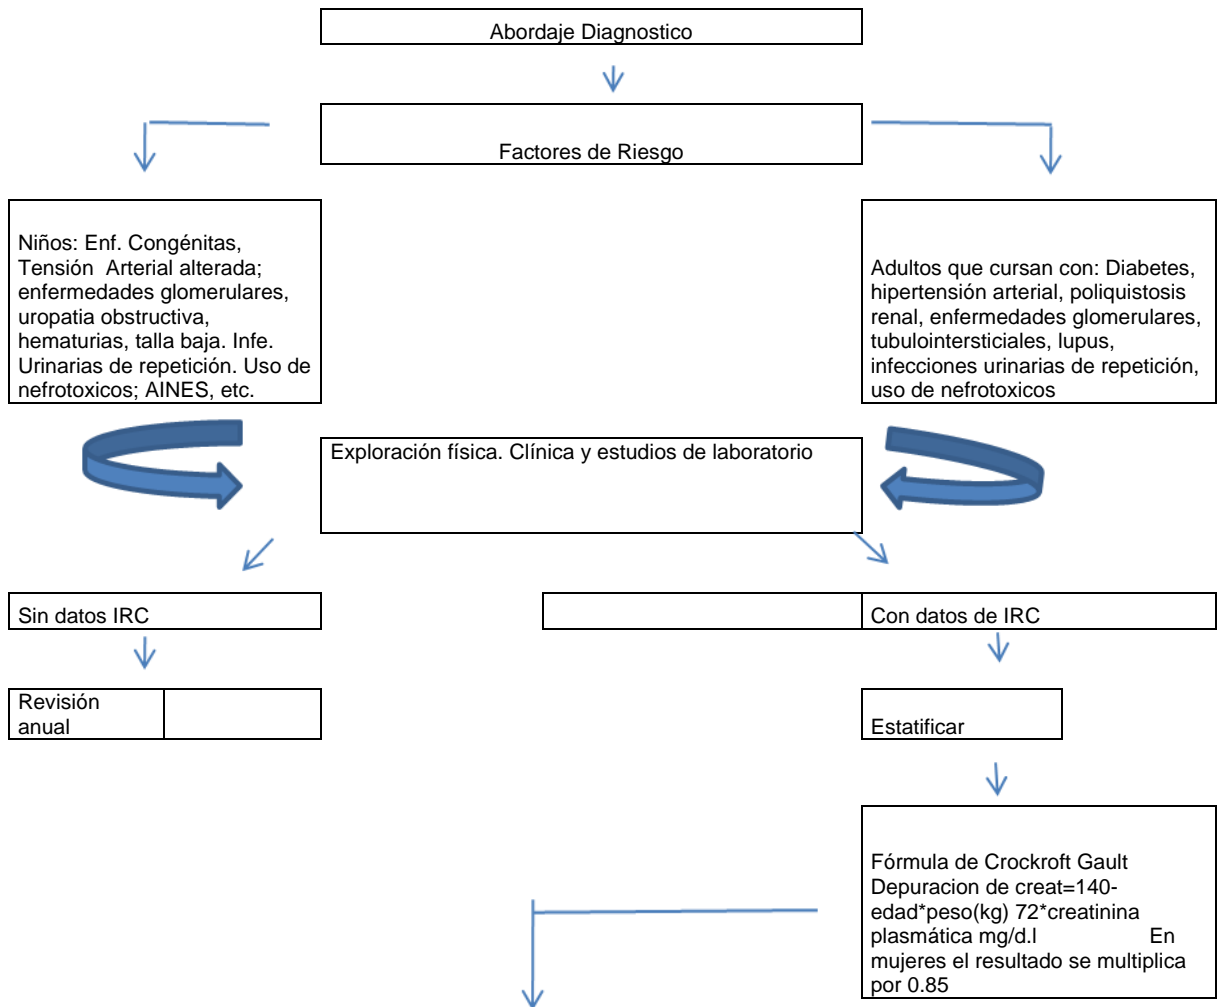 Abordaje Diagnostico
Factores de Riesgo
Niños: Enf. Congénitas,
Tensión Arterial alterada;
enfermedades glomerulares,
uropatia obstructiva,
hematurias, talla baja. Infe.
Urinarias de repetición. Uso de
nefrotoxicos; AINES, etc.
Adultos que cursan con: Diabetes,
hipertensión arterial, poliquistosis
renal, enfermedades glomerulares,
tubulointersticiales, lupus,
infecciones urinarias de repetición,
uso de nefrotoxicos
Exploración física. Clínica y estudios de laboratorio
Sin datos IRC
Con datos de IRC
Revisión
anual
Estatificar
Fórmula de Crockroft Gault
Depuracion de creat=140-
edad*peso(kg) 72*creatinina
plasmática mg/d.l En
mujeres el resultado se multiplica
por 0.85